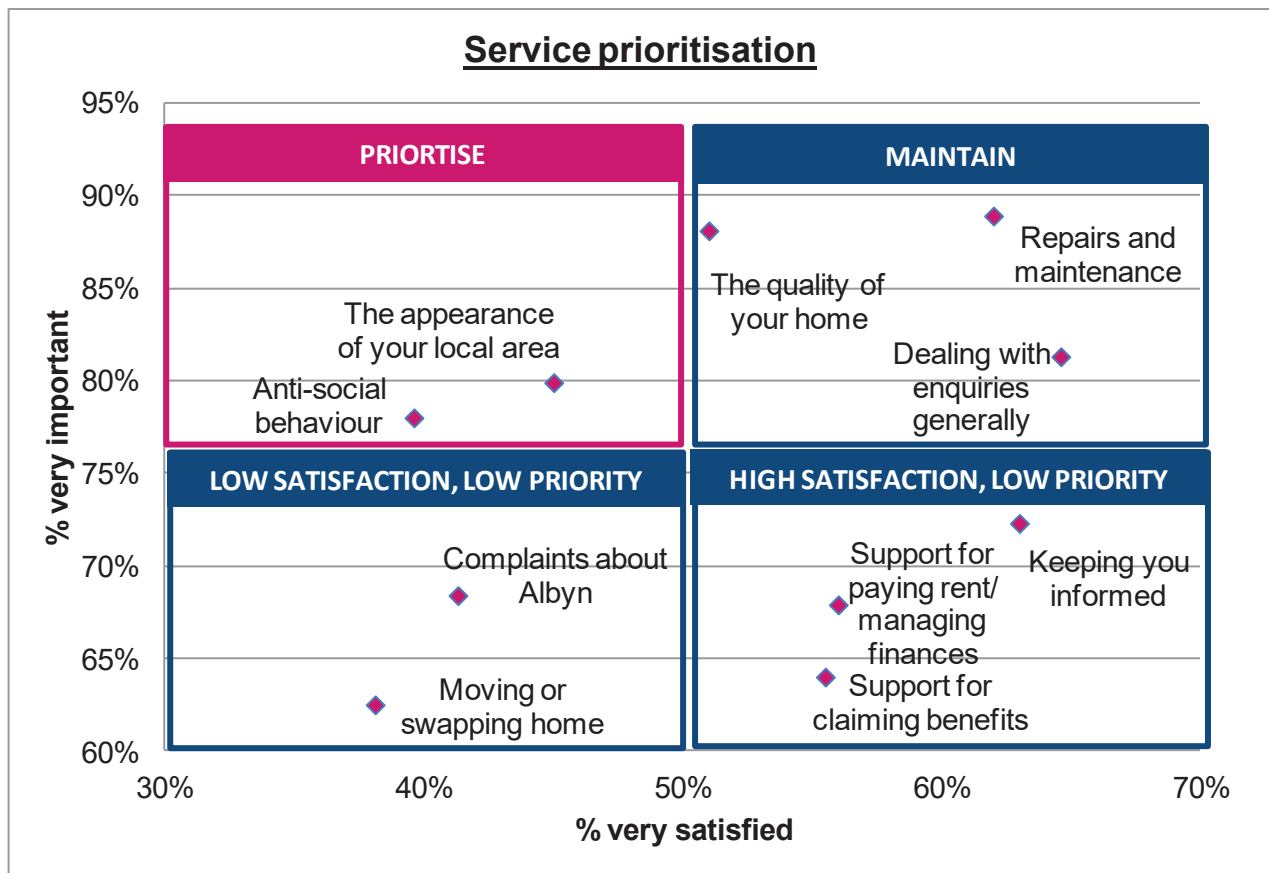 Service prioritisation
95%
90%
85%
80%
75%
70%
65%
60%
% very important
PRIORTISE
MAINTAIN
Repairs and
maintenance
The quality of
your home
The appearance
of your local area
Dealing with
enquiries
generally
Anti-social
behaviour
LOW SATISFACTION, LOW PRIORITY
HIGH SATISFACTION, LOW PRIORITY
Complaints about
Albyn
Support for
paying rent/
managing
finances
Keeping you
informed
Moving or
swapping home
Support for
claiming benefits
30%
40%
50%
60%
70%
% very satisfied